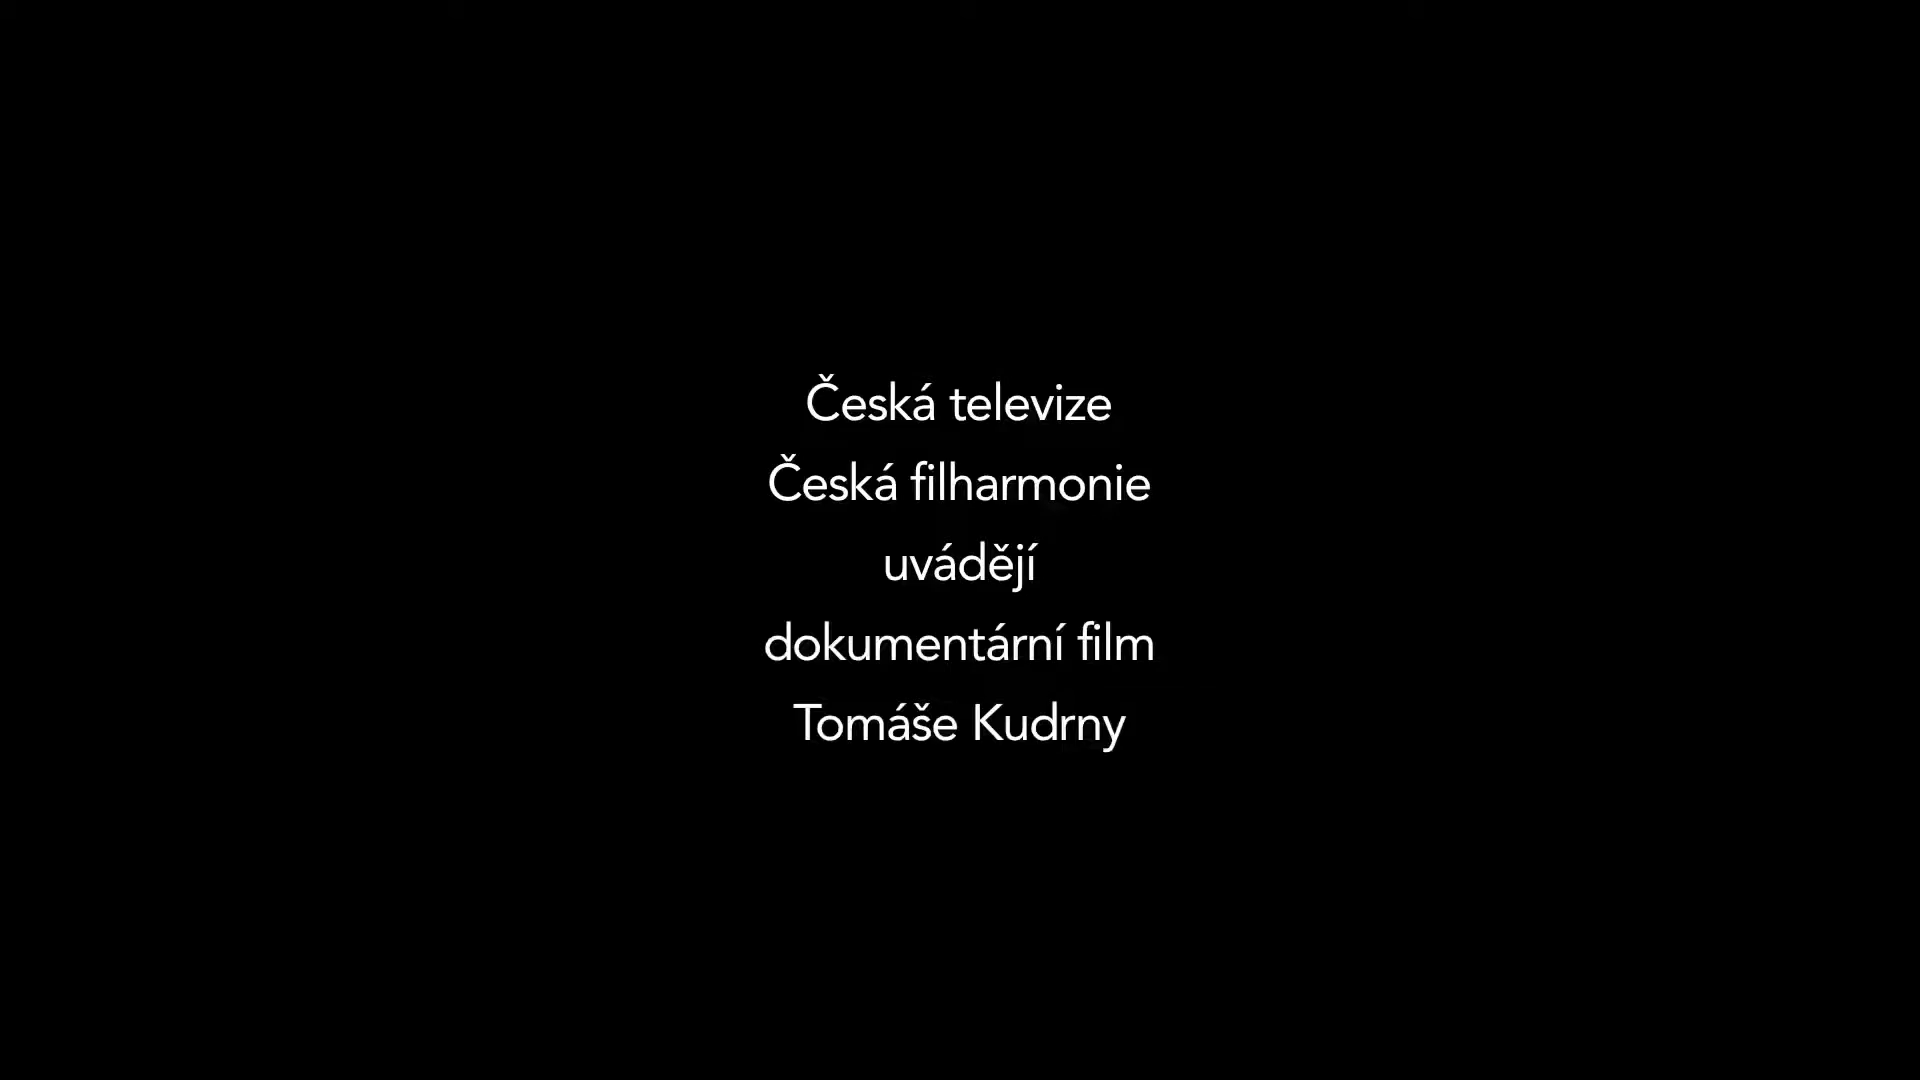 Česká televize
Česká filharmonie
uvádějí
dokumentární film
Tomáše Kudrny